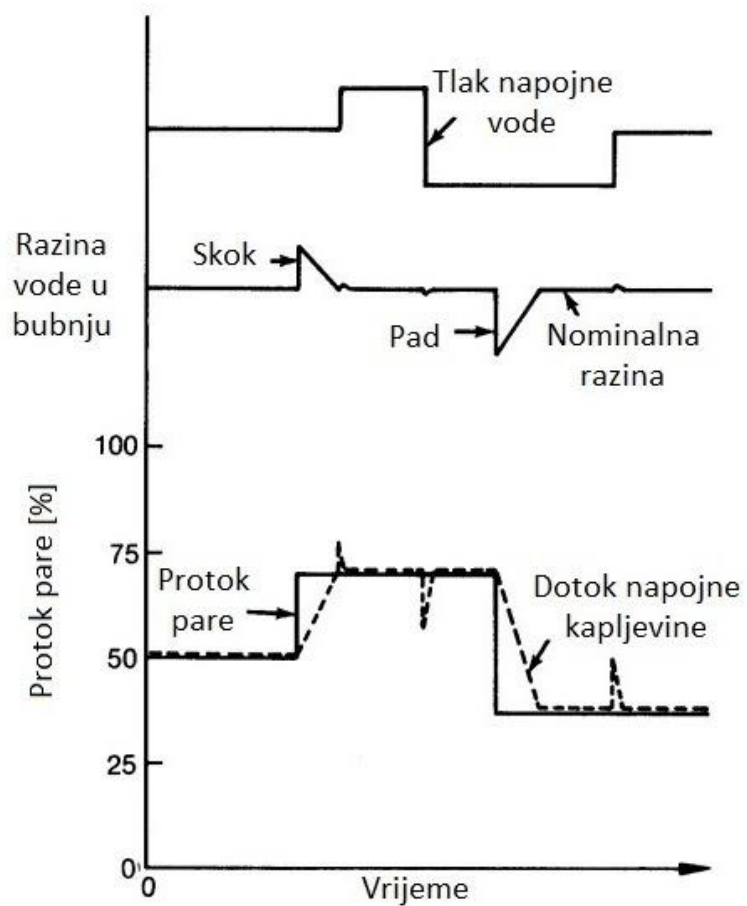 Tlak napojne
vode
Razina
vode u
bubnju
Skok
Pad
Nominalna
razina
Protok pare [%]
100
75
50
25
0
Protok
pare
Dotok napojne
kapljevine
0
Vrijeme